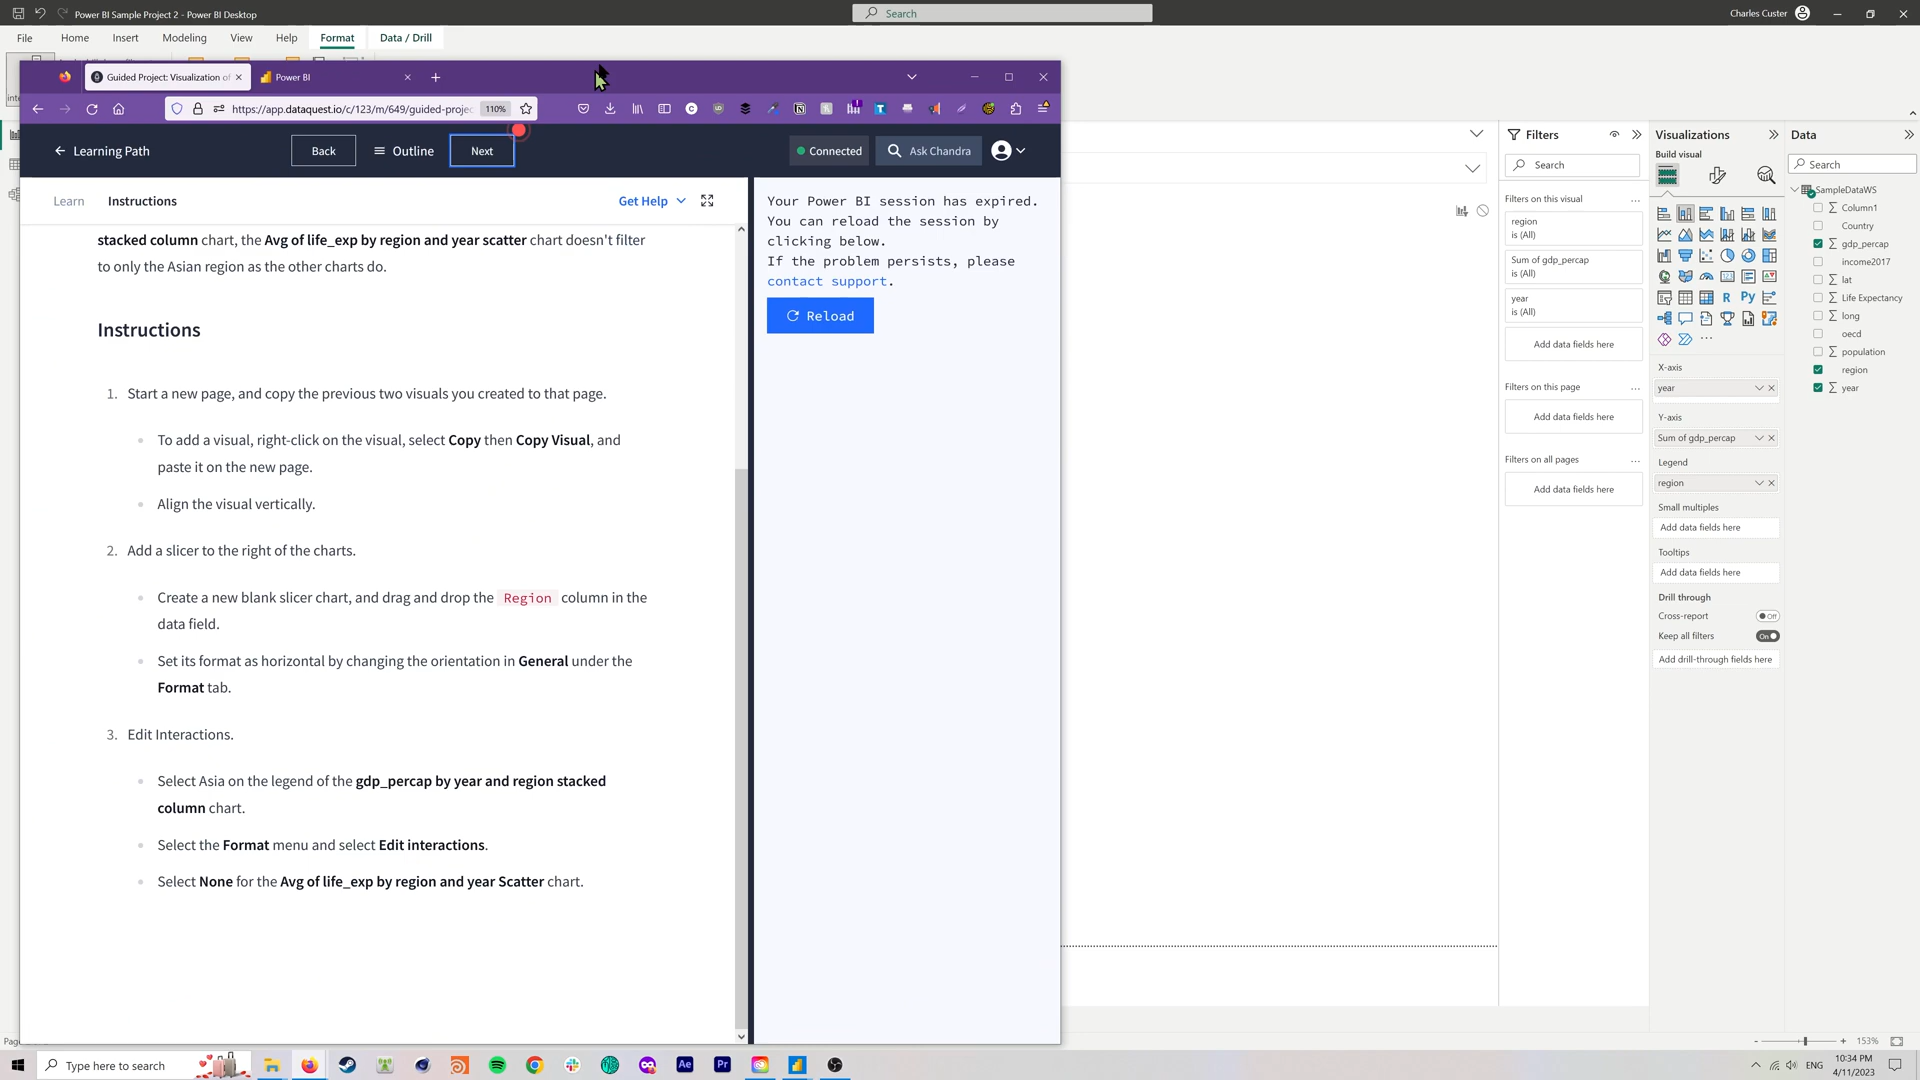 Power BI Sample Project 2 - Power BI Desktop
Search
Charles Custer
File
Home
Insert
Modeling
View
Help
Format
Data / Drill
Guided Project: Visualization of
Power BI
https://app.dataquest.io/c/123/m/649/guided-projec
110%
Learning Path
Back
Outline
Next
Connected
Ask Chandra
Learn
Instructions
Get Help
stacked column chart, the Avg of life_exp by region and year scatter chart doesn't filter
to only the Asian region as the other charts do.
Instructions
1. Start a new page, and copy the previous two visuals you created to that page.
To add a visual, right-click on the visual, select Copy then Copy Visual, and
paste it on the new page.
Align the visual vertically.
2. Add a slicer to the right of the charts.
Create a new blank slicer chart, and drag and drop the Region column in the
data field.
Set its format as horizontal by changing the orientation in General under the
Format tab.
3. Edit Interactions.
Select Asia on the legend of the gdp_percap by year and region stacked
column chart.
Select the Format menu and select Edit interactions.
Select None for the Avg of life_exp by region and year Scatter chart.
Your Power BI session has expired.
You can reload the session by
clicking below.
If the problem persists, please
contact support.
Reload
Filters
Search
Filters on this visual
region
is (All)
Sum of gdp_percap
is (All)
year
is (All)
Add data fields here
Filters on this page
Add data fields here
Filters on all pages
Add data fields here
Visualizations
Build visual
R
Py
X-axis
year
Y-axis
Sum of gdp_percap
Legend
region
Small multiples
Add data fields here
Tooltips
Add data fields here
Drill through
Cross-report
Off
Keep all filters
On
Add drill-through fields here
Data
Search
SampleDataWS
Column1
Country
gdp_percap
income2017
lat
Life Expectancy
long
oecd
population
region
year
153%
Type here to search
Ae
Pr
ENG
10:34 PM
4/11/2023